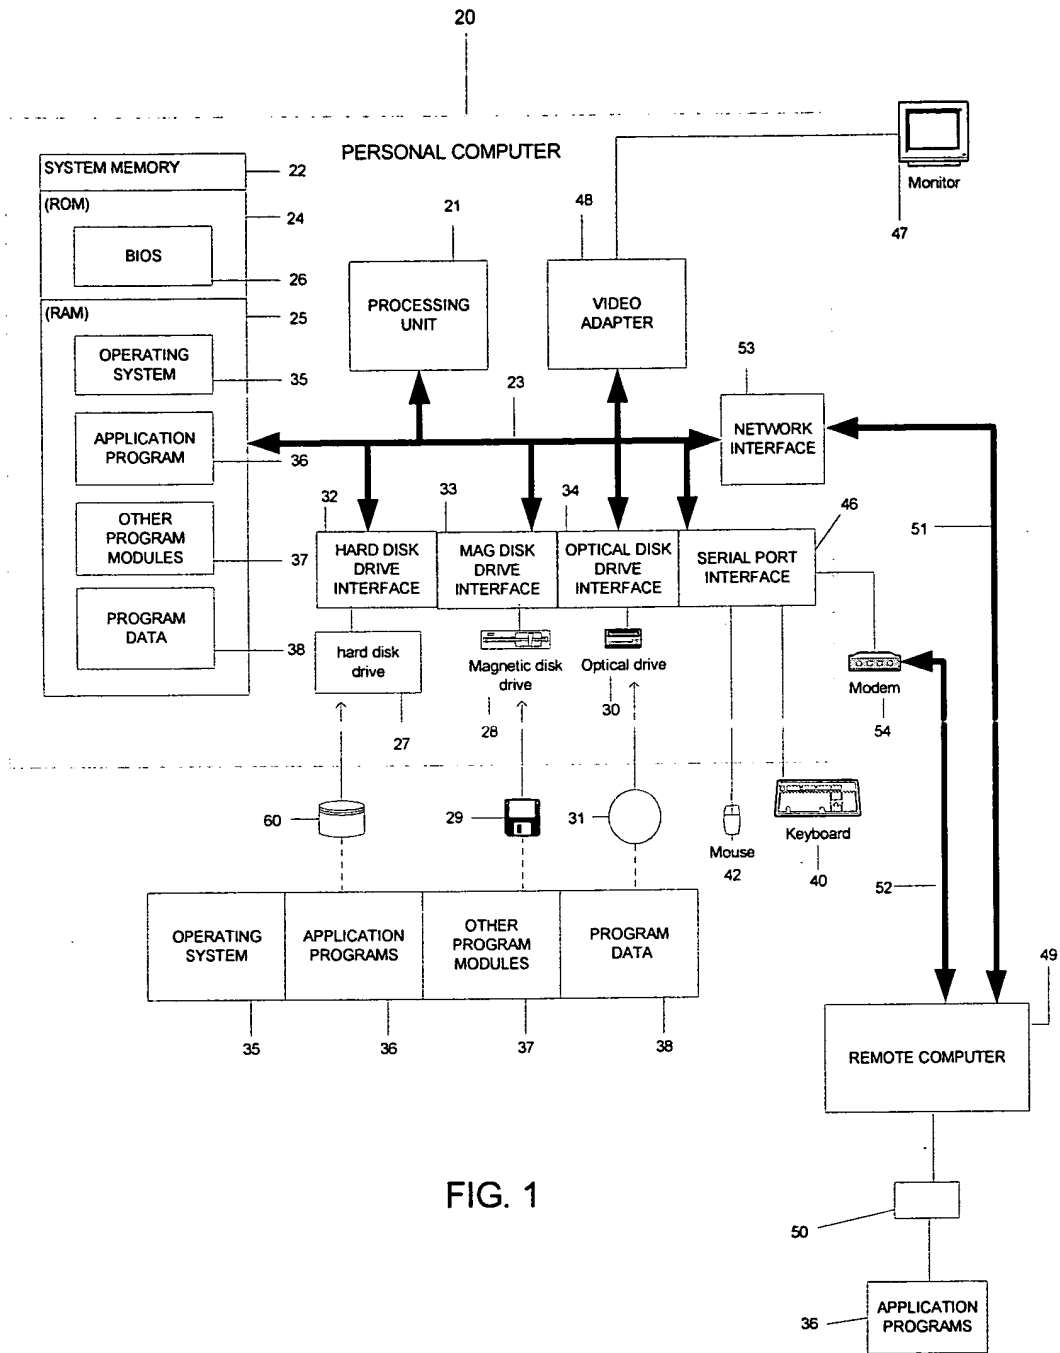 20
PERSONAL COMPUTER
Monitor
47
SYSTEM MEMORY
22
(ROM)
24
BIOS
26
(RAM)
25
OPERATING
SYSTEM
35
APPLICATION
PROGRAM
36
OTHER
PROGRAM
MODULES
37
PROGRAM
DATA
38
21
PROCESSING
UNIT
48
VIDEO
ADAPTER
23
53
NETWORK
INTERFACE
51
32
HARD DISK
DRIVE
INTERFACE
33
MAG DISK
DRIVE
INTERFACE
34
OPTICAL DISK
DRIVE
INTERFACE
46
SERIAL PORT
INTERFACE
hard disk
drive
27
Magnetic disk
drive
28
Optical drive
30
Modem
54
60
29
31
Mouse
42
Keyboard
40
52
OPERATING
SYSTEM
35
APPLICATION
PROGRAMS
36
OTHER
PROGRAM
MODULES
37
PROGRAM
DATA
38
49
REMOTE COMPUTER
50
36
APPLICATION
PROGRAMS
FIG. 1